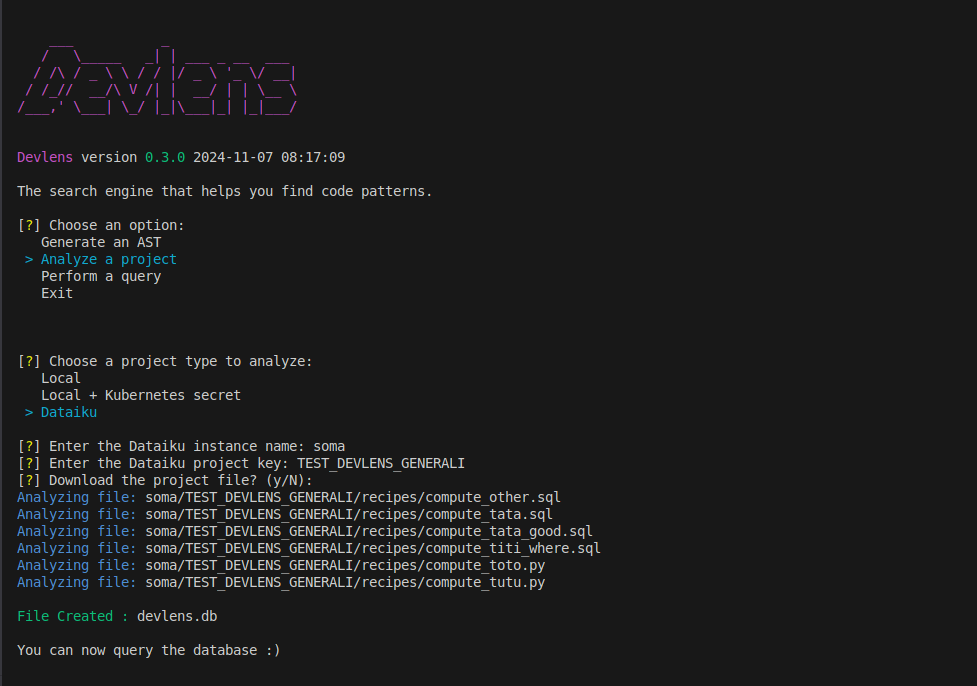 Devlens
Devlens version 0.3.0 2024-11-07 08:17:09
The search engine that helps you find code patterns.
[?] Choose an option:
Generate an AST
> Analyze a project
Perform a query
Exit
[?] Choose a project type to analyze:
Local
Local + Kubernetes secret
> Dataiku
[?] Enter the Dataiku instance name: soma
[?] Enter the Dataiku project key: TEST_DEVLENS_GENERALI
[?] Download the project file? (y/N):
Analyzing file: soma/TEST_DEVLENS_GENERALI/recipes/compute_other.sql
Analyzing file: soma/TEST_DEVLENS_GENERALI/recipes/compute_tata.sql
Analyzing file: soma/TEST_DEVLENS_GENERALI/recipes/compute_tata_good.sql
Analyzing file: soma/TEST_DEVLENS_GENERALI/recipes/compute_titi_where.sql
Analyzing file: soma/TEST_DEVLENS_GENERALI/recipes/compute_toto.py
Analyzing file: soma/TEST_DEVLENS_GENERALI/recipes/compute_tutu.py
File Created : devlens.db
You can now query the database :)